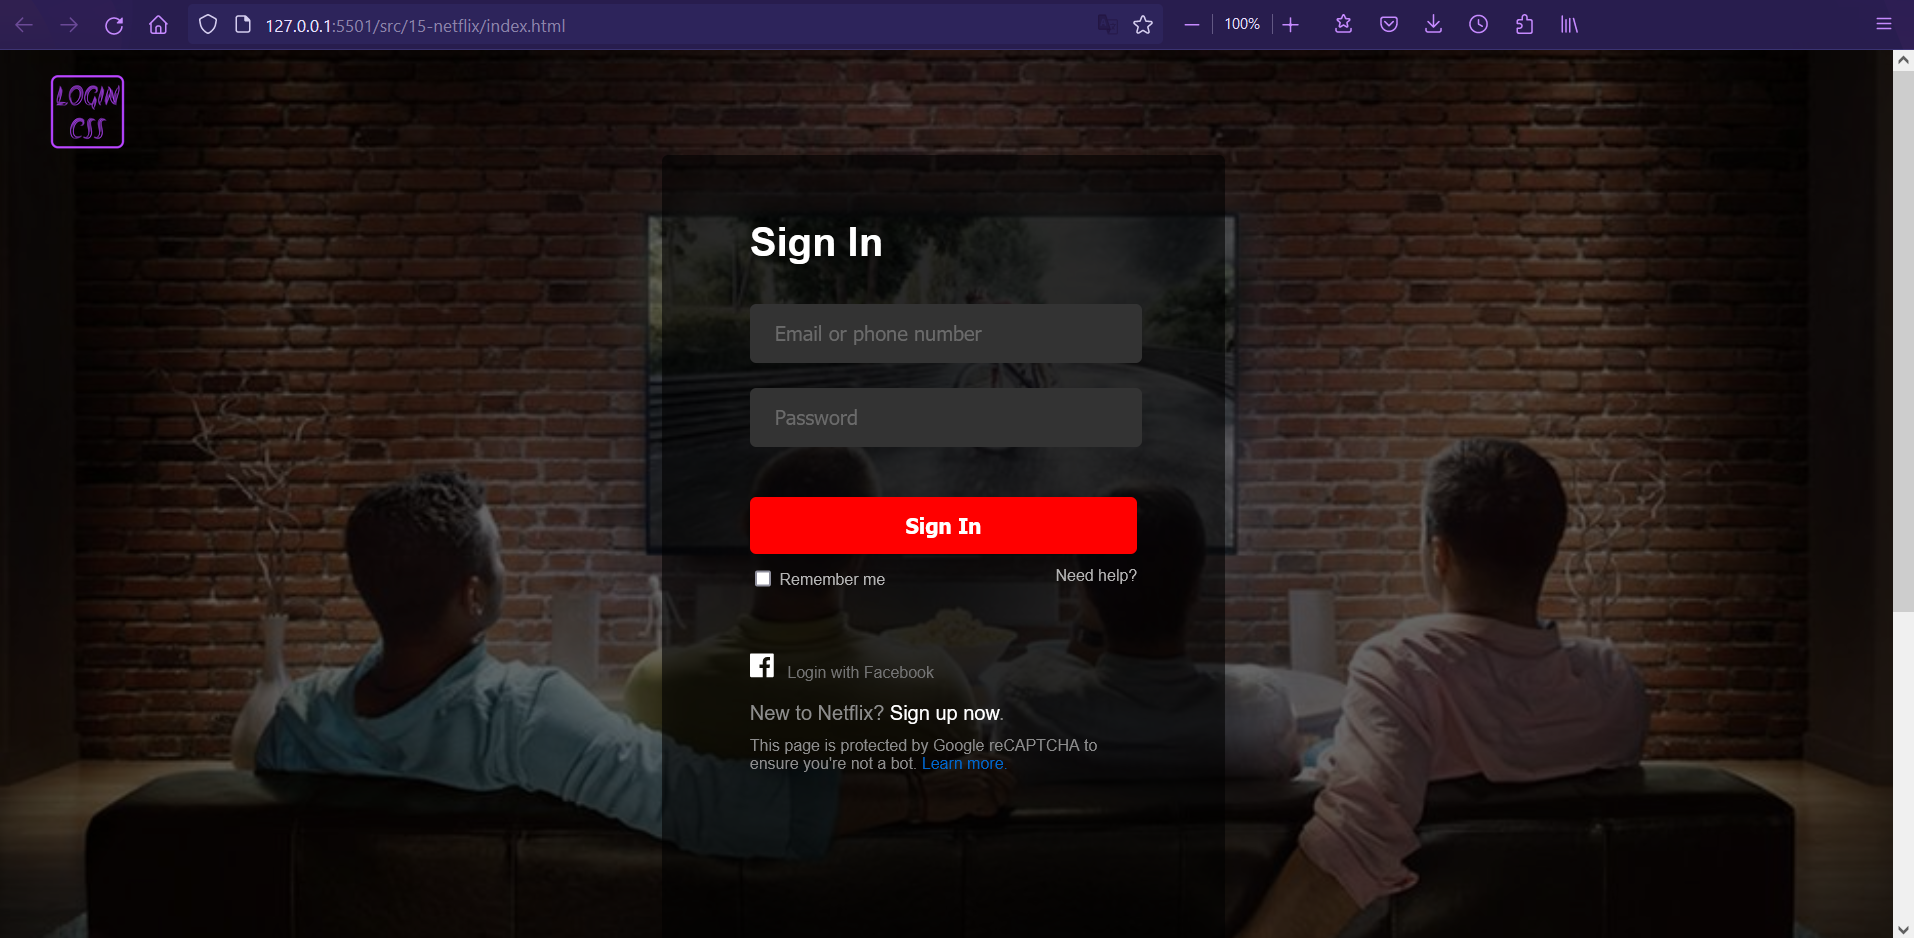 127.0.0.1:5501/src/15-netflix/index.html
100%
LOGIN
CSS
Sign In
Email or phone number
Password
Sign In
Remember me
Need help?
Login with Facebook
New to Netflix? Sign up now.
This page is protected by Google reCAPTCHA to
ensure you're not a bot. Learn more.